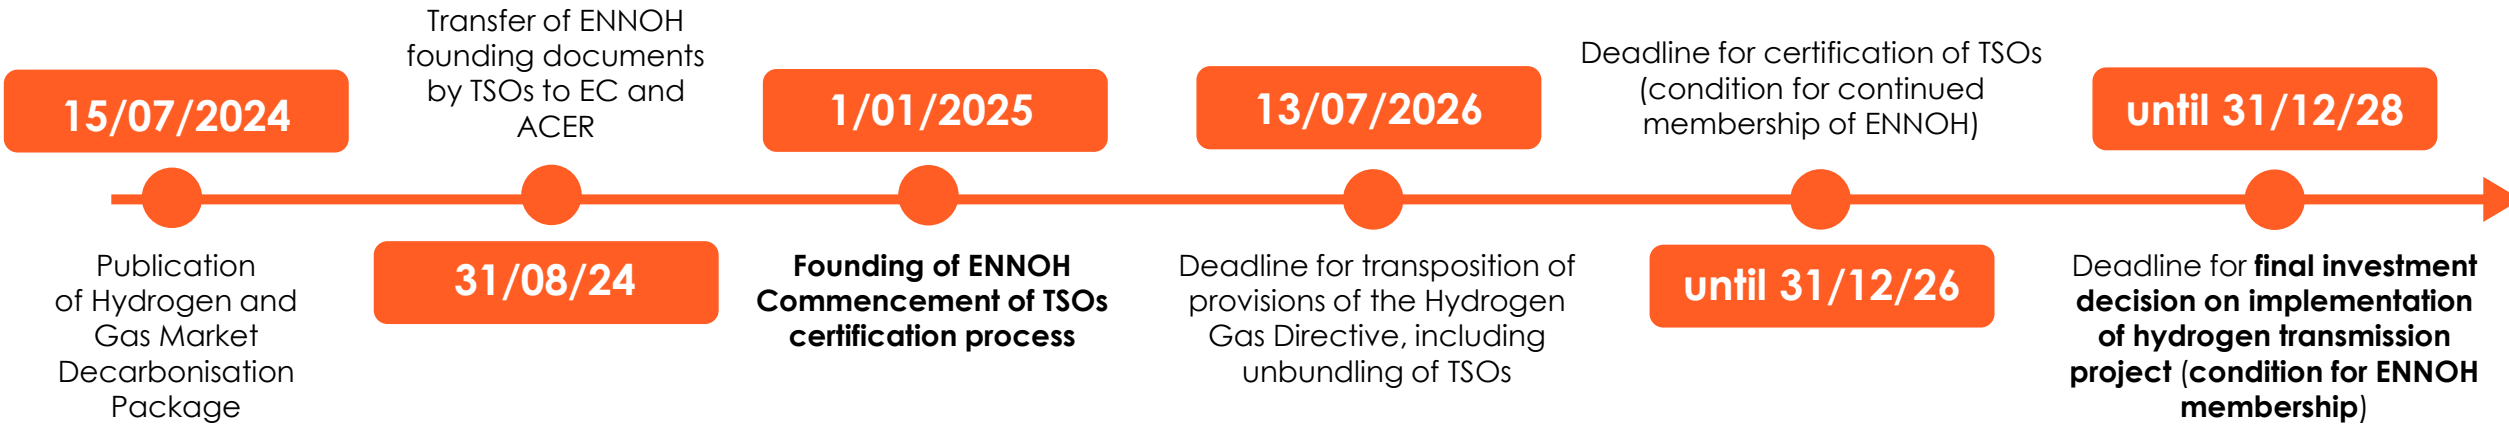 15/07/2024
Publication
of Hydrogen and
Gas Market
Decarbonisation
Package
Transfer of ENNOH
founding documents
by TSOs to EC and
ACER
31/08/24
1/01/2025
Founding of ENNOH
Commencement of TSOs
certification process
13/07/2026
Deadline for transposition of
provisions of the Hydrogen
Gas Directive, including
unbundling of TSOs
Deadline for certification of TSOs
(condition for continued
membership of ENNOH)
until 31/12/26
until 31/12/28
Deadline for final investment
decision on implementation
of hydrogen transmission
project (condition for ENNOH
membership)